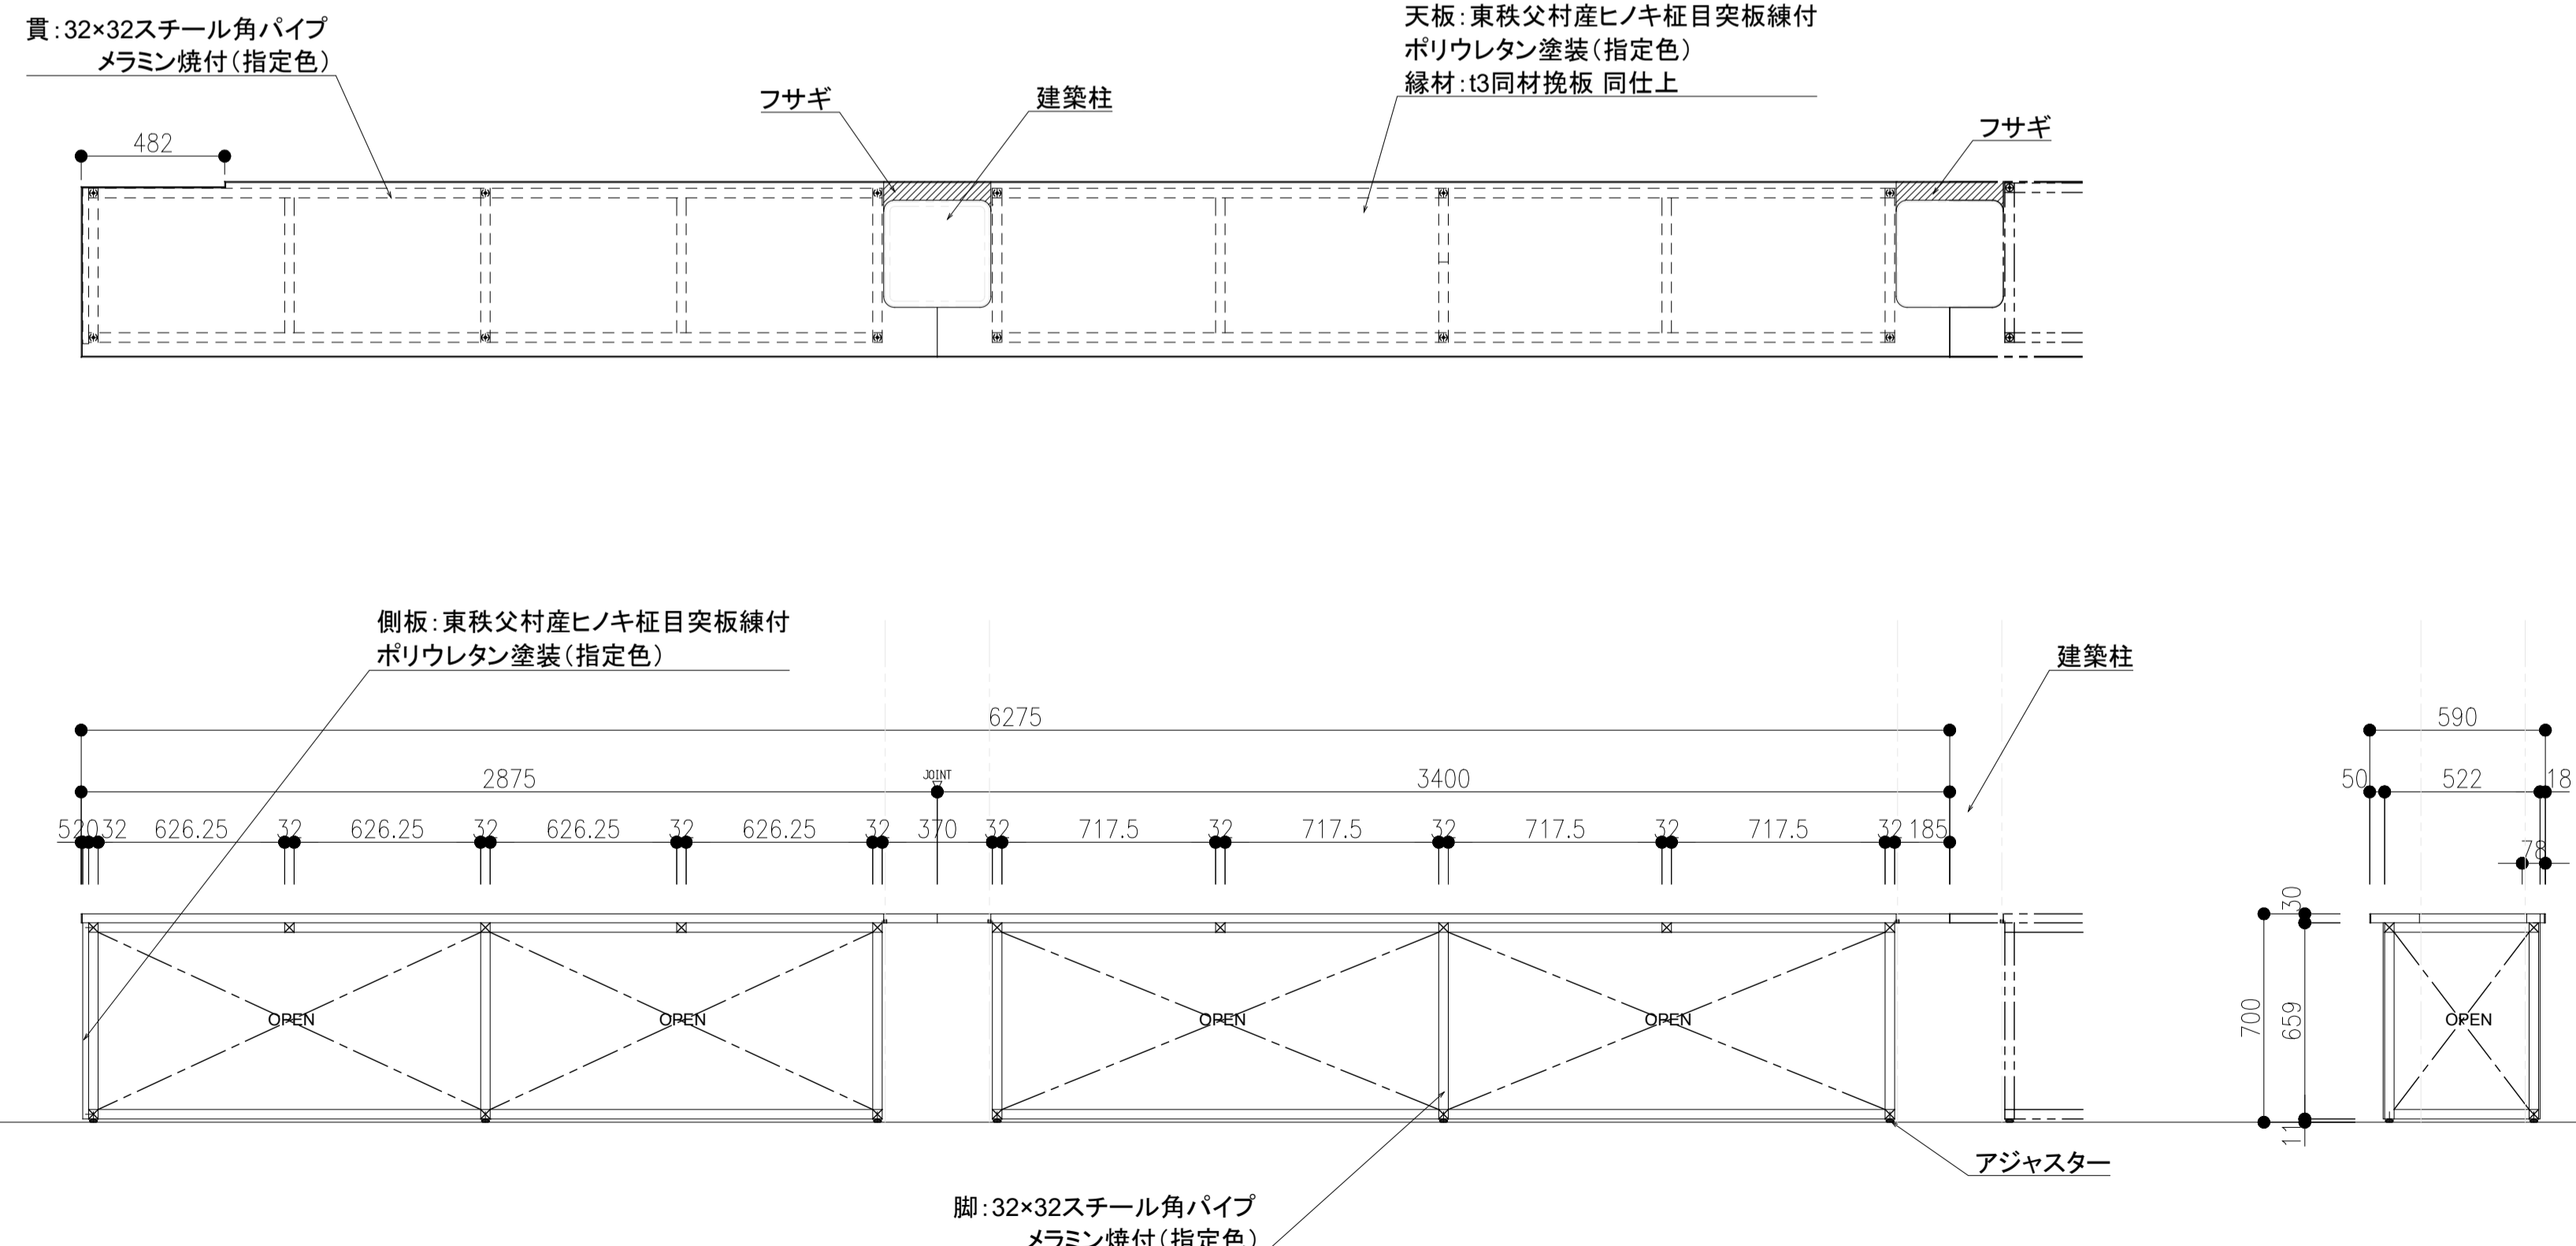 貫:32×32スチール角パイプ
メラミン焼付(指定色)
天板:東秩父村産ヒノキ柾目突板練付
ポリウレタン塗装(指定色)
縁材:t3同材挽板 同仕上
フサギ
建築柱
フサギ
482
側板:東秩父村産ヒノキ柾目突板練付
ポリウレタン塗装(指定色)
建築柱
6275
590
2875
JOINT
3400
50 522 18
5 20 32 626.25 32 626.25 32 626.25 32 626.25 32 370 32 717.5 32 717.5 32 717.5 32 717.5 32 185
78
30
700
659
11
OPEN OPEN OPEN OPEN OPEN
アジャスター
脚:32×32スチール角パイプ
メラミン焼付(指定色)